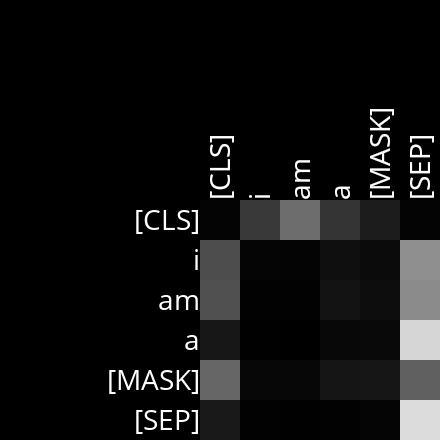 [CLS] i am a [MASK] [SEP]
[CLS]
i
am
a
[MASK]
[SEP]